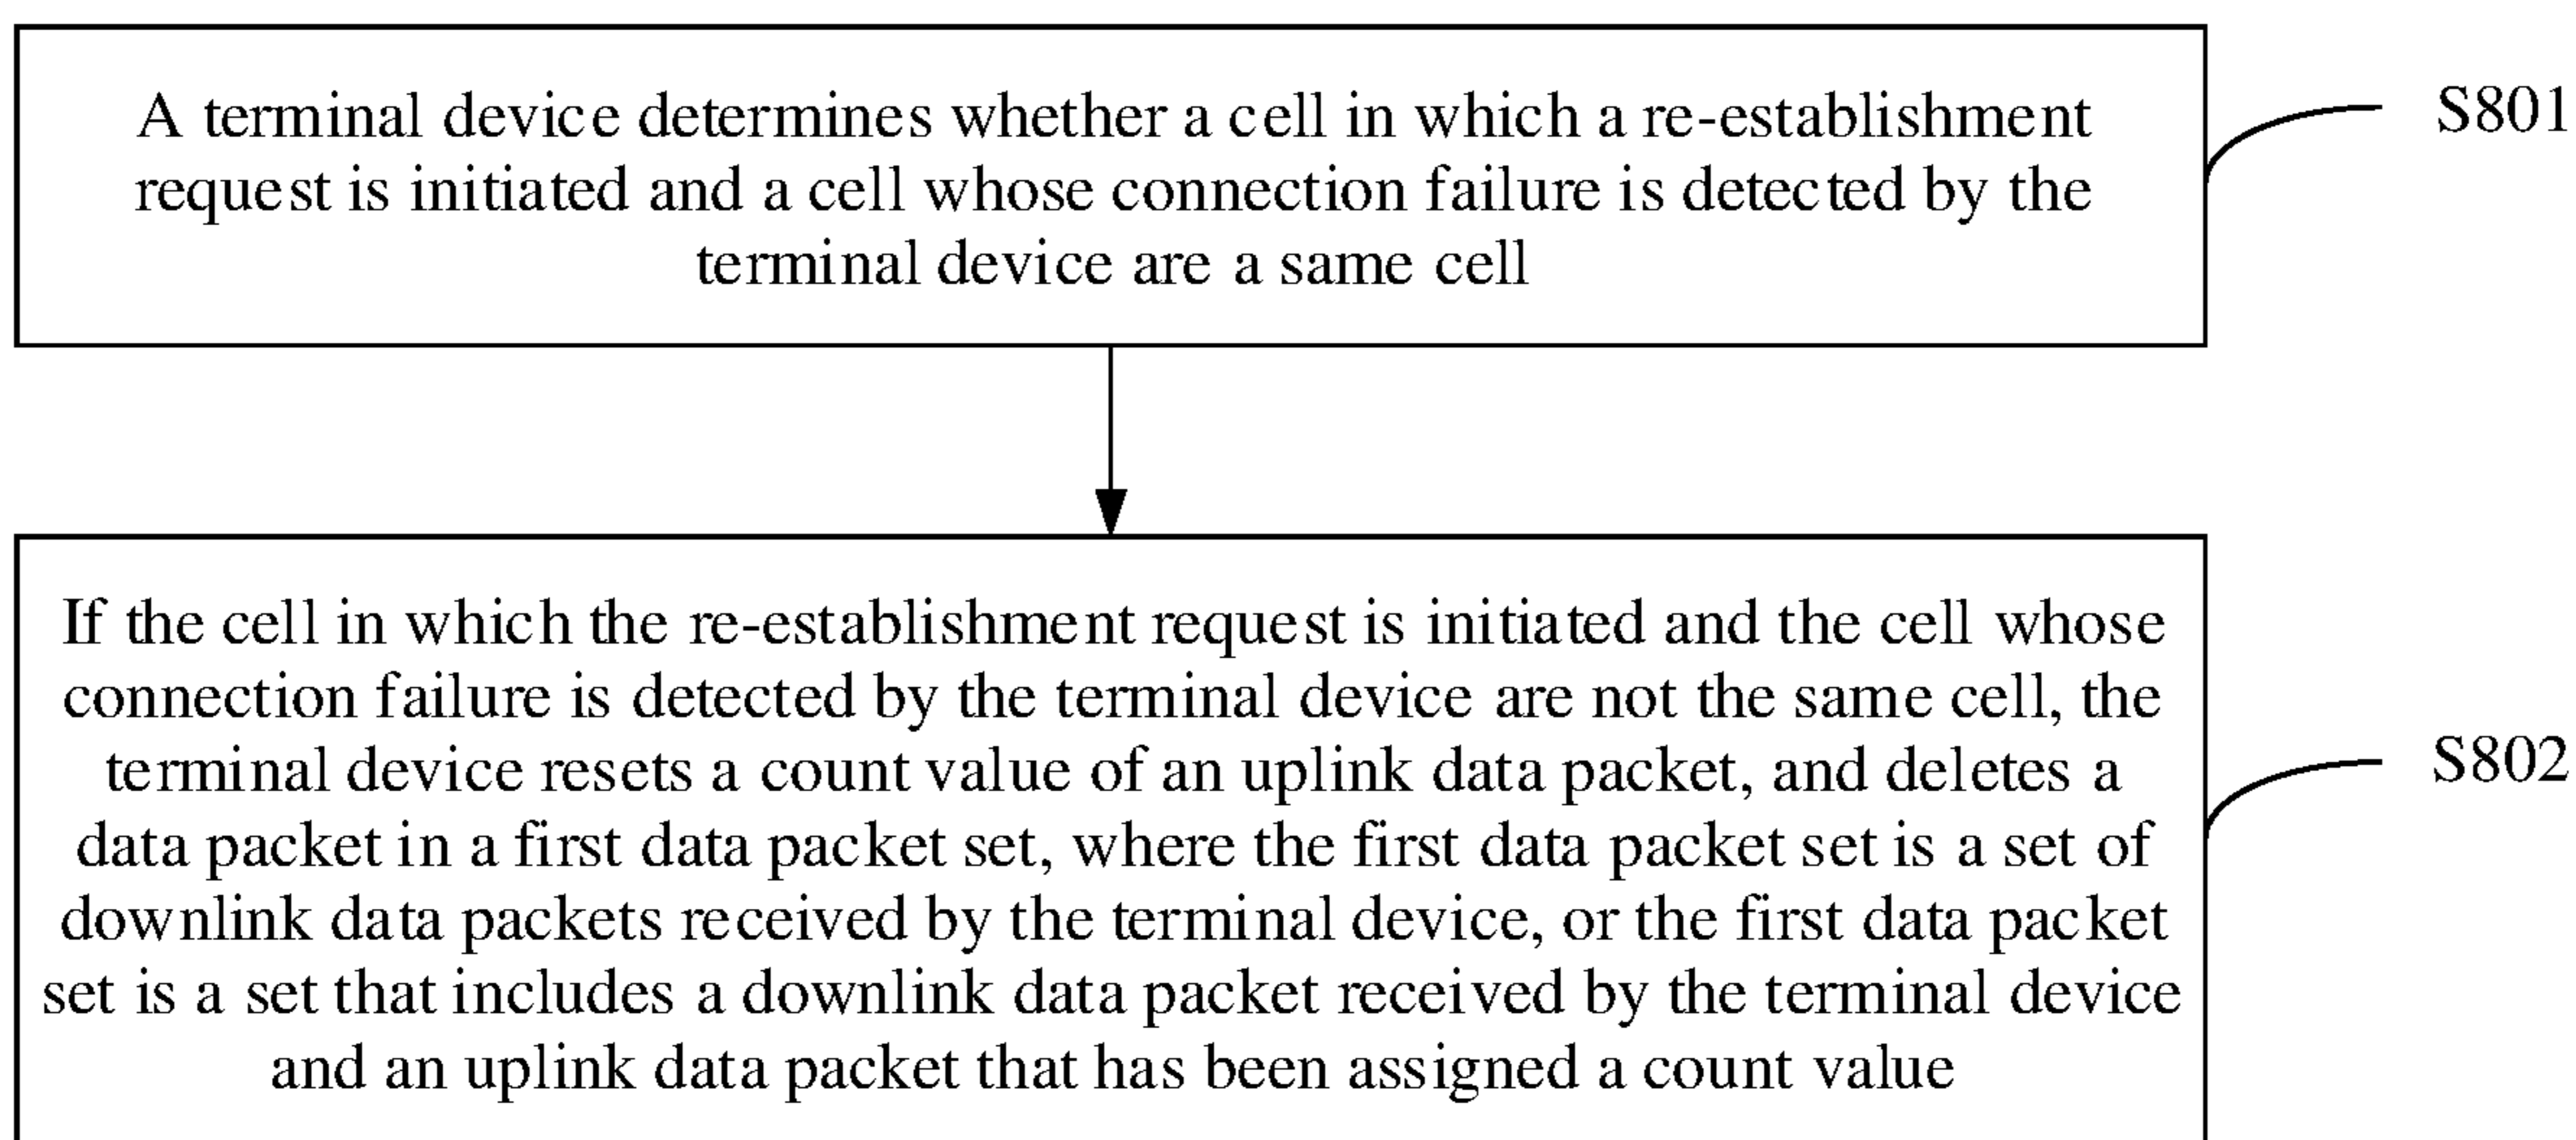 A terminal device determines whether a cell in which a re-establishment
request is initiated and a cell whose connection failure is detected by the
terminal device are a same cell
S801
If the cell in which the re-establishment request is initiated and the cell whose
connection failure is detected by the terminal device are not the same cell, the
terminal device resets a count value of an uplink data packet, and deletes a
data packet in a first data packet set, where the first data packet set is a set of
downlink data packets received by the terminal device, or the first data packet
set is a set that includes a downlink data packet received by the terminal device
and an uplink data packet that has been assigned a count value
S802